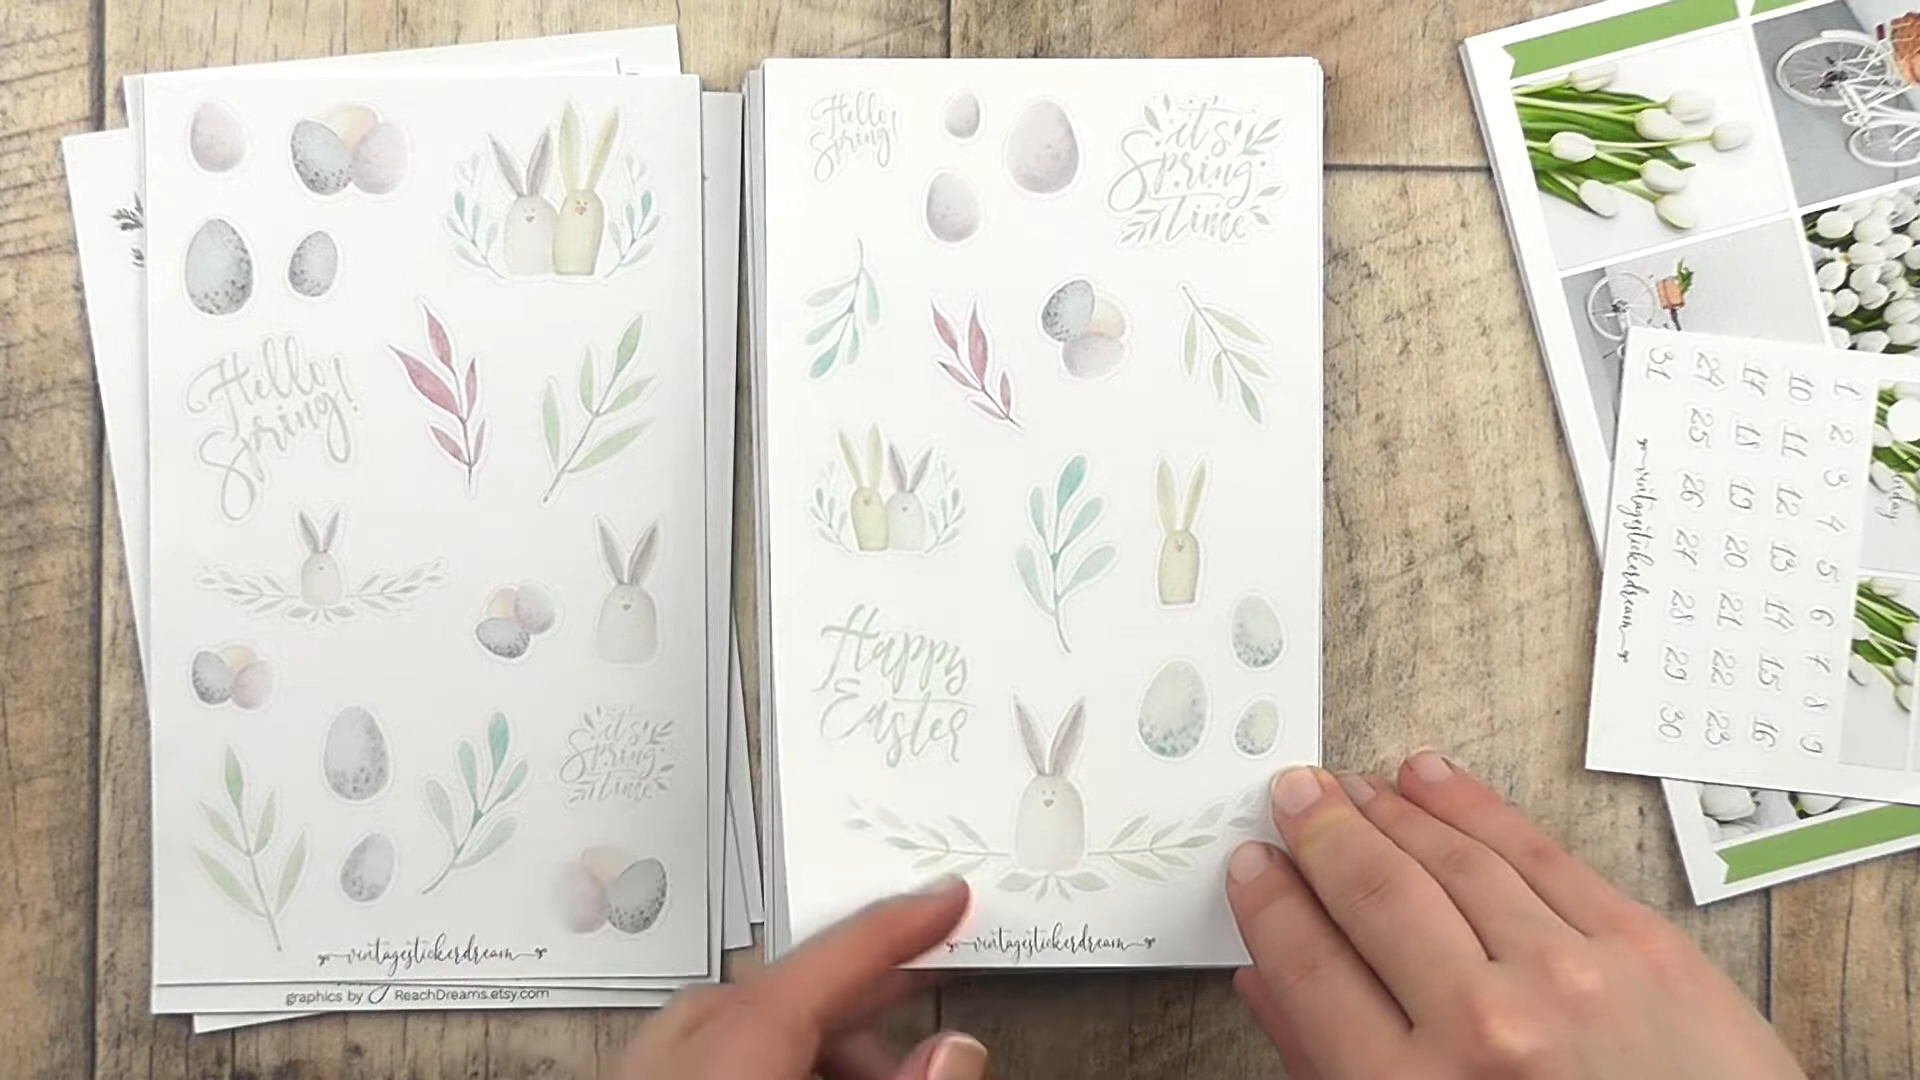 Hello
Spring!
it's
Spring
time
vintagestickerdream
graphics by ReachDreams.etsy.com
Hello
Spring!
it's
Spring
time
Happy
Easter
vintagestickerdream
1 2 3 4 5 6 7 8 9
10 11 12 13 14 15 16
17 18 19 20 21 22 23
24 25 26 27 28 29 30
31
vintagestickerdream